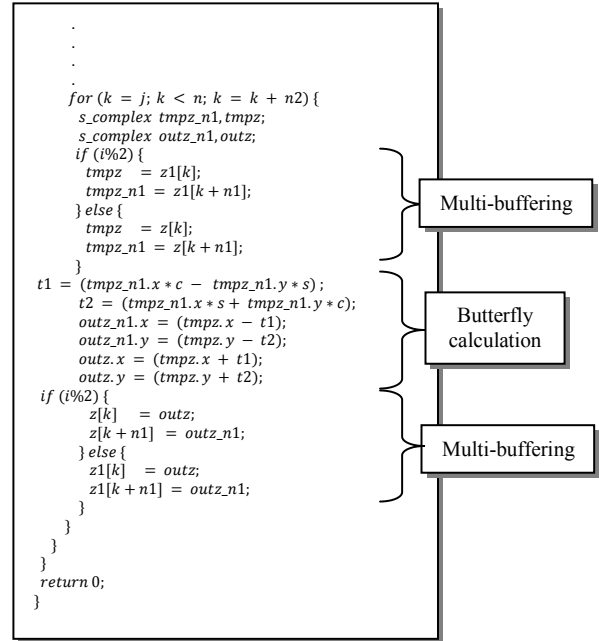 .
.
.
.
for (k = j; k < n; k = k + n2) {
s_complex tmpz_n1,tmpz;
s_complex outz_n1,outz;
if (i%2) {
tmpz = z1[k];
tmpz_n1 = z1[k + n1];
} else {
tmpz = z[k];
tmpz_n1 = z[k + n1];
}
t1 = (tmpz_n1.x * c − tmpz_n1.y * s) ;
t2 = (tmpz_n1.x * s + tmpz_n1.y * c);
outz_n1.x = (tmpz.x − t1);
outz_n1.y = (tmpz.y − t2);
outz.x = (tmpz.x + t1);
outz.y = (tmpz.y + t2);
if (i%2) {
z[k] = outz;
z[k + n1] = outz_n1;
} else {
z1[k] = outz;
z1[k + n1] = outz_n1;
}
}
}
}
return 0;
}
Multi-buffering
Butterfly
calculation
Multi-buffering